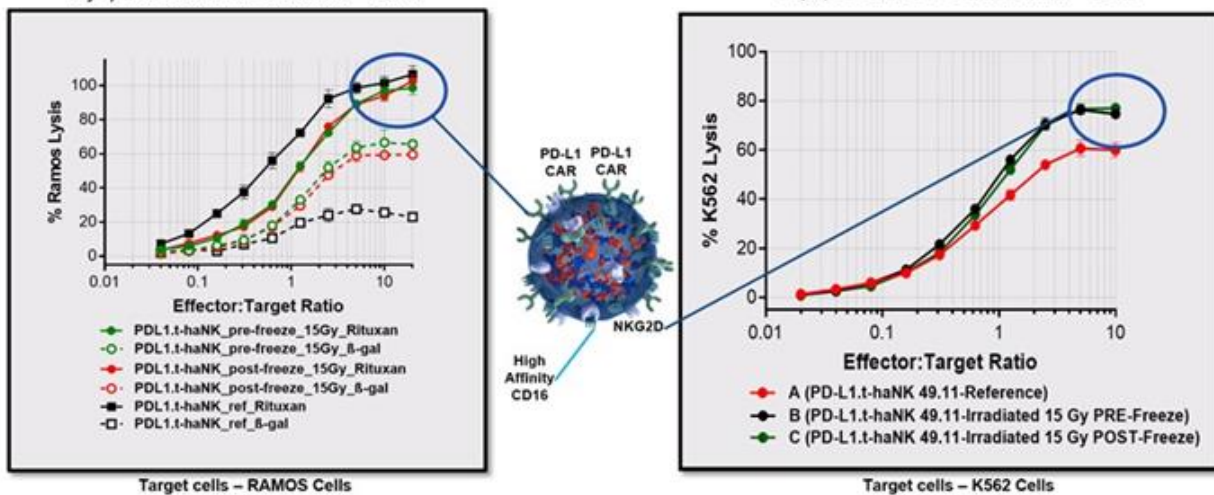 % Ramos Lysis
100
80
60
40
20
0
0.01
0.1
1
10
Effector:Target Ratio
PDL1.t-haNK_pre-freeze_15Gy_Rituxan
PDL1.t-haNK_pre-freeze_15Gy_ß-gal
PDL1.t-haNK_post-freeze_15Gy_Rituxan
PDL1.t-haNK_post-freeze_15Gy_ß-gal
PDL1.t-haNK_ref_Rituxan
PDL1.t-haNK_ref_ß-gal
Target cells – RAMOS Cells
PD-L1 PD-L1
CAR CAR
NKG2D
High
Affinity
CD16
% K562 Lysis
100
80
60
40
20
0
0.01
0.1
1
10
Effector:Target Ratio
A (PD-L1.t-haNK 49.11-Reference)
B (PD-L1.t-haNK 49.11-Irradiated 15 Gy PRE-Freeze)
C (PD-L1.t-haNK 49.11-Irradiated 15 Gy POST-Freeze)
Target cells – K562 Cells